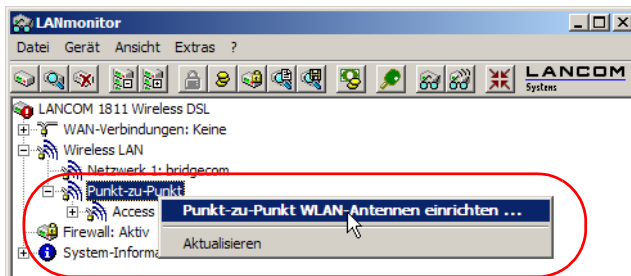 LANmonitor
Datei Gerät Ansicht Extras ?
LANCOM
Systems
LANCOM 1811 Wireless DSL
WAN-Verbindungen: Keine
Wireless LAN
Netzwerk 1: bridgecom
Punkt-zu-Punkt
Punkt-zu-Punkt WLAN-Antennen einrichten ...
Access
Firewall: Aktiv
Aktualisieren
System-Informa